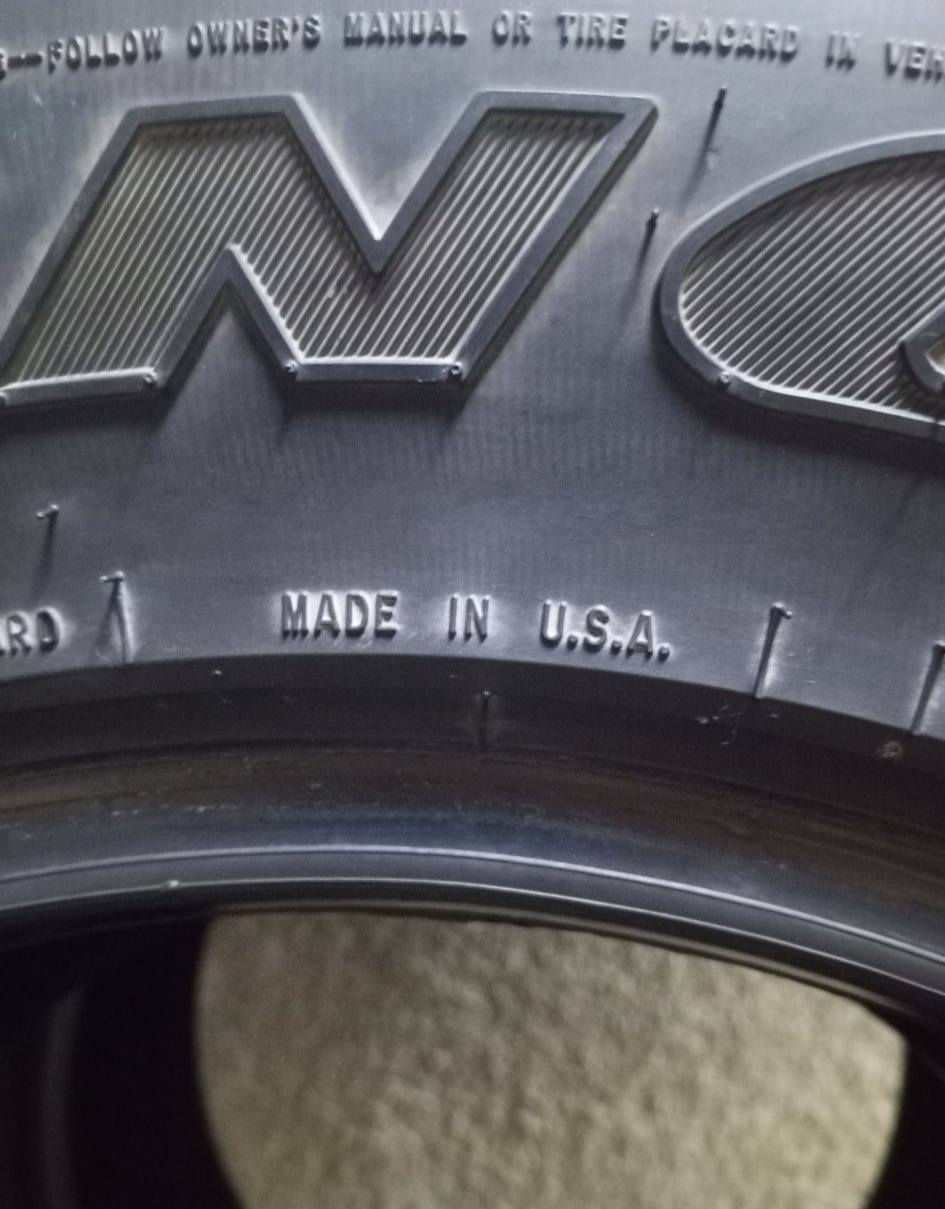 FOLLOW OWNER'S MANUAL OR TIRE PLACARD IN
N
MADE IN U.S.A.